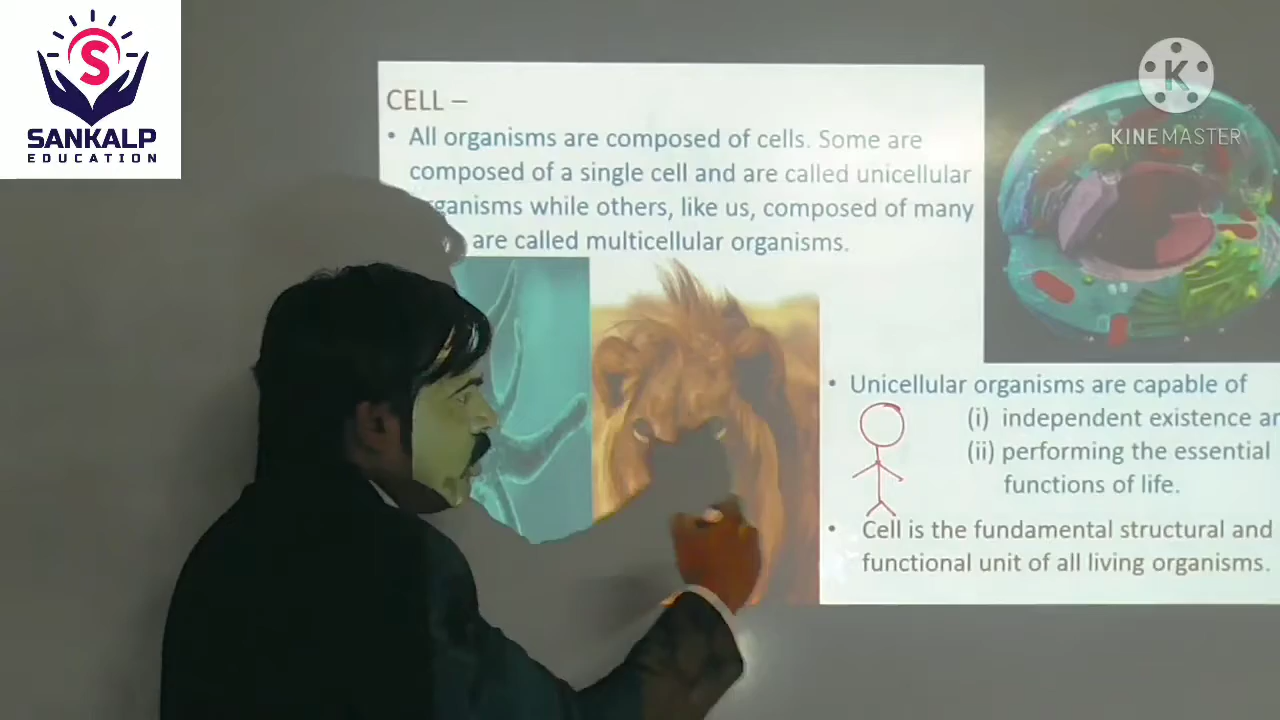 S
SANKALP
EDUCATION
K
KINEMASTER
CELL –
• All organisms are composed of cells. Some are
composed of a single cell and are called unicellular
organisms while others, like us, composed of many
are called multicellular organisms.
• Unicellular organisms are capable of
(i) independent existence
(ii) performing the essential
functions of life.
• Cell is the fundamental structural and
functional unit of all living organisms.